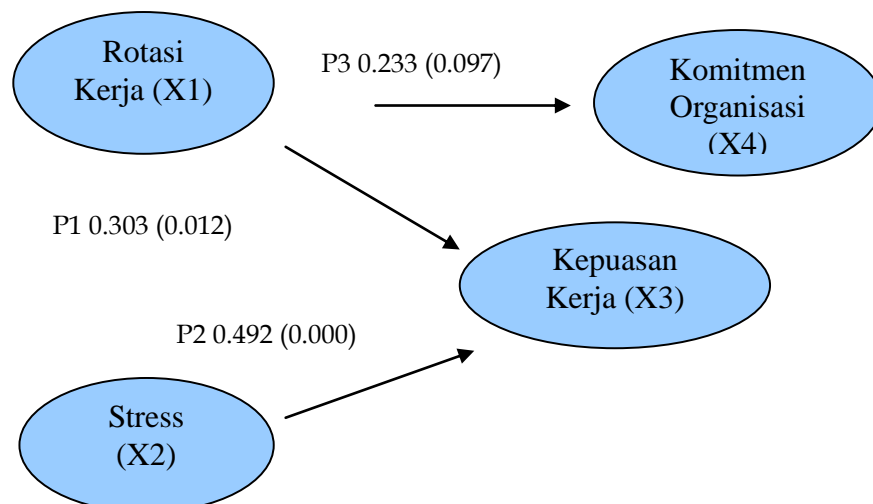 Rotasi
Kerja (X1)
P3 0.233 (0.097)
Komitmen
Organisasi
(X4)
P1 0.303 (0.012)
Kepuasan
Kerja (X3)
P2 0.492 (0.000)
Stress
(X2)